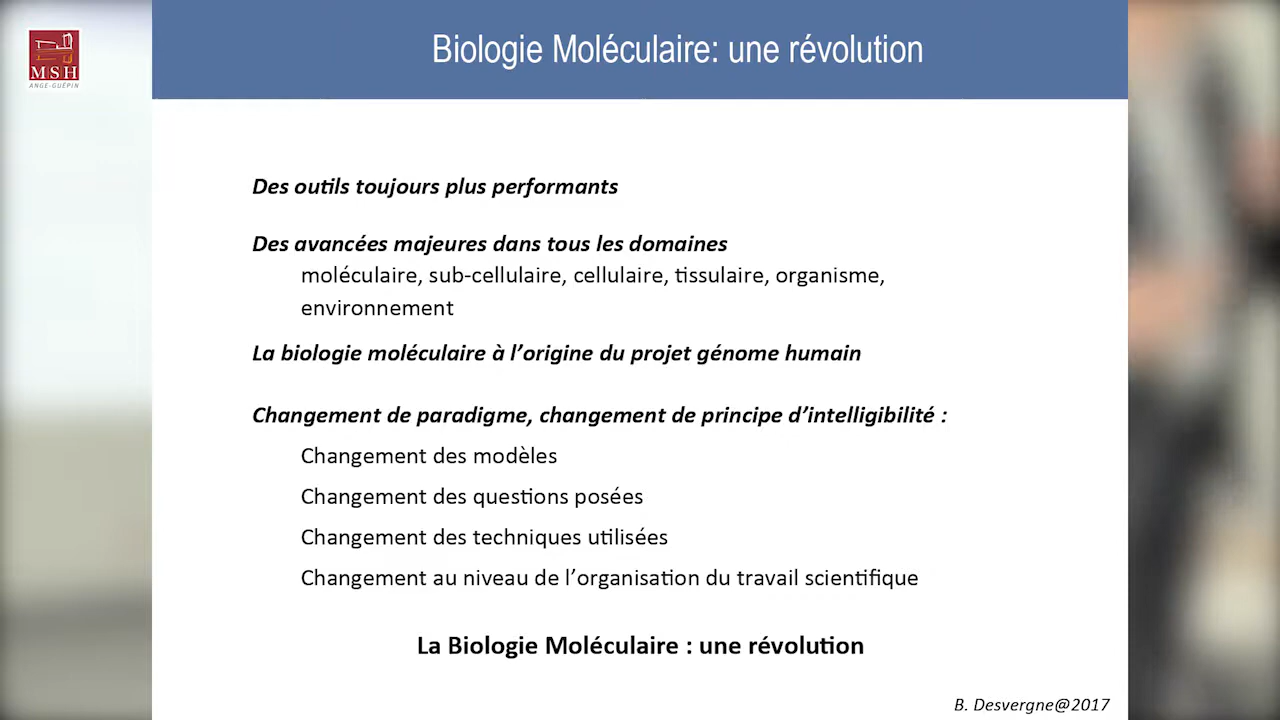 MSH
ANGE-GUÉPIN
Biologie Moléculaire: une révolution
Des outils toujours plus performants
Des avancées majeures dans tous les domaines
moléculaire, sub-cellulaire, cellulaire, tissulaire, organisme,
environnement
La biologie moléculaire à l’origine du projet génome humain
Changement de paradigme, changement de principe d’intelligibilité :
Changement des modèles
Changement des questions posées
Changement des techniques utilisées
Changement au niveau de l’organisation du travail scientifique
La Biologie Moléculaire : une révolution
B. Desvergne@2017